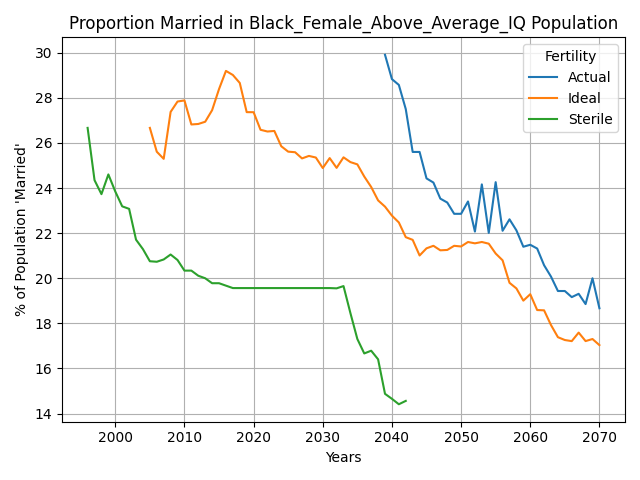 Proportion Married in Black_Female_Above_Average_IQ Population
% of Population 'Married'
30
28
26
24
22
20
18
16
14
Fertility
Actual
Ideal
Sterile
2000
2010
2020
2030
2040
2050
2060
2070
Years